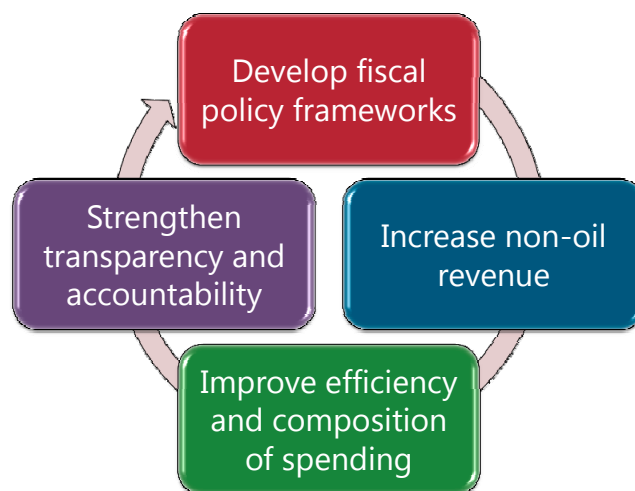 Develop fiscal
policy frameworks
Increase non-oil
revenue
Improve efficiency
and composition
of spending
Strengthen
transparency and
accountability